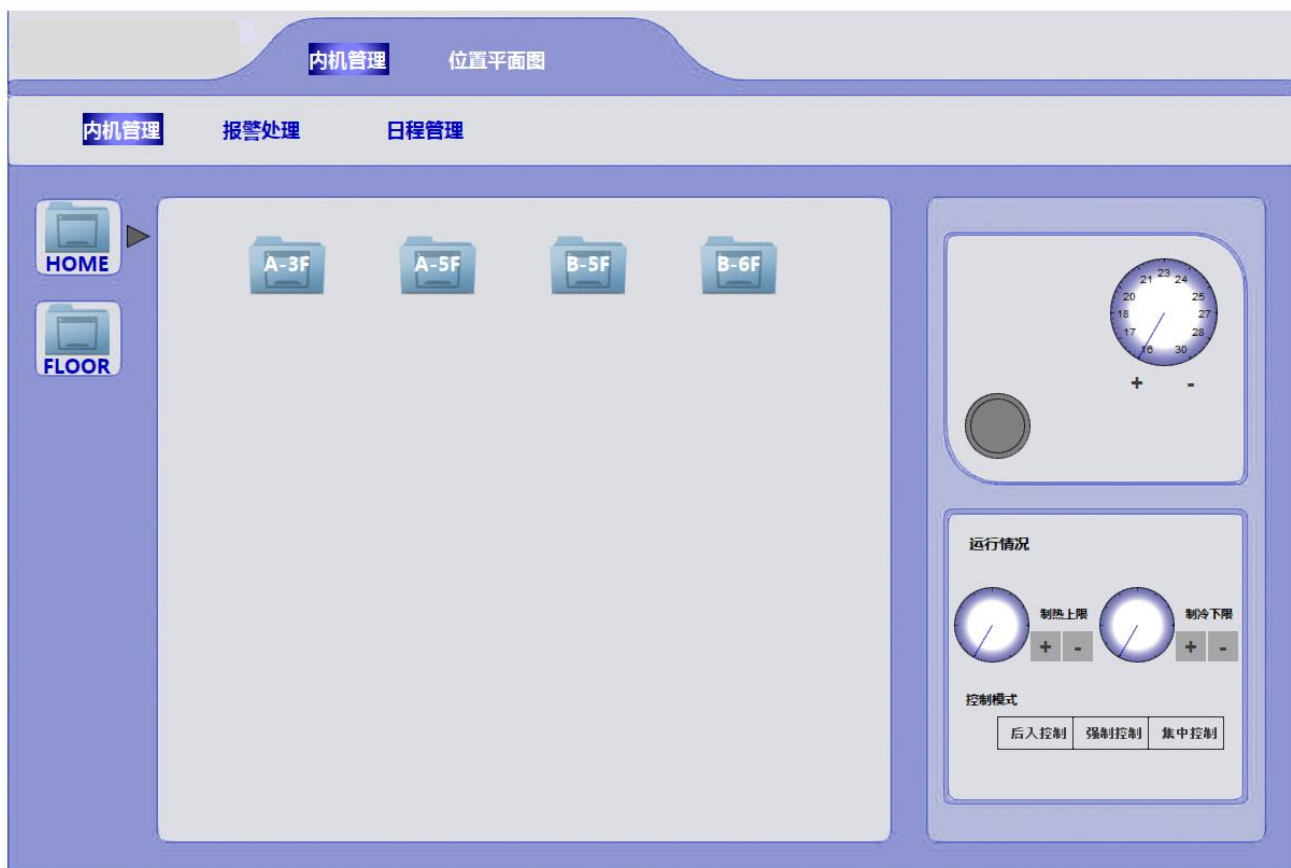 内机管理 位置平面图
内机管理 报警处理 日程管理
HOME
FLOOR
A-3F A-5F B-5F B-6F
23
21 24
20 25
18 27
17 28
16 30
+ -
运行情况
制热上限 制冷下限
+ - + -
控制模式
后入控制 强制控制 集中控制